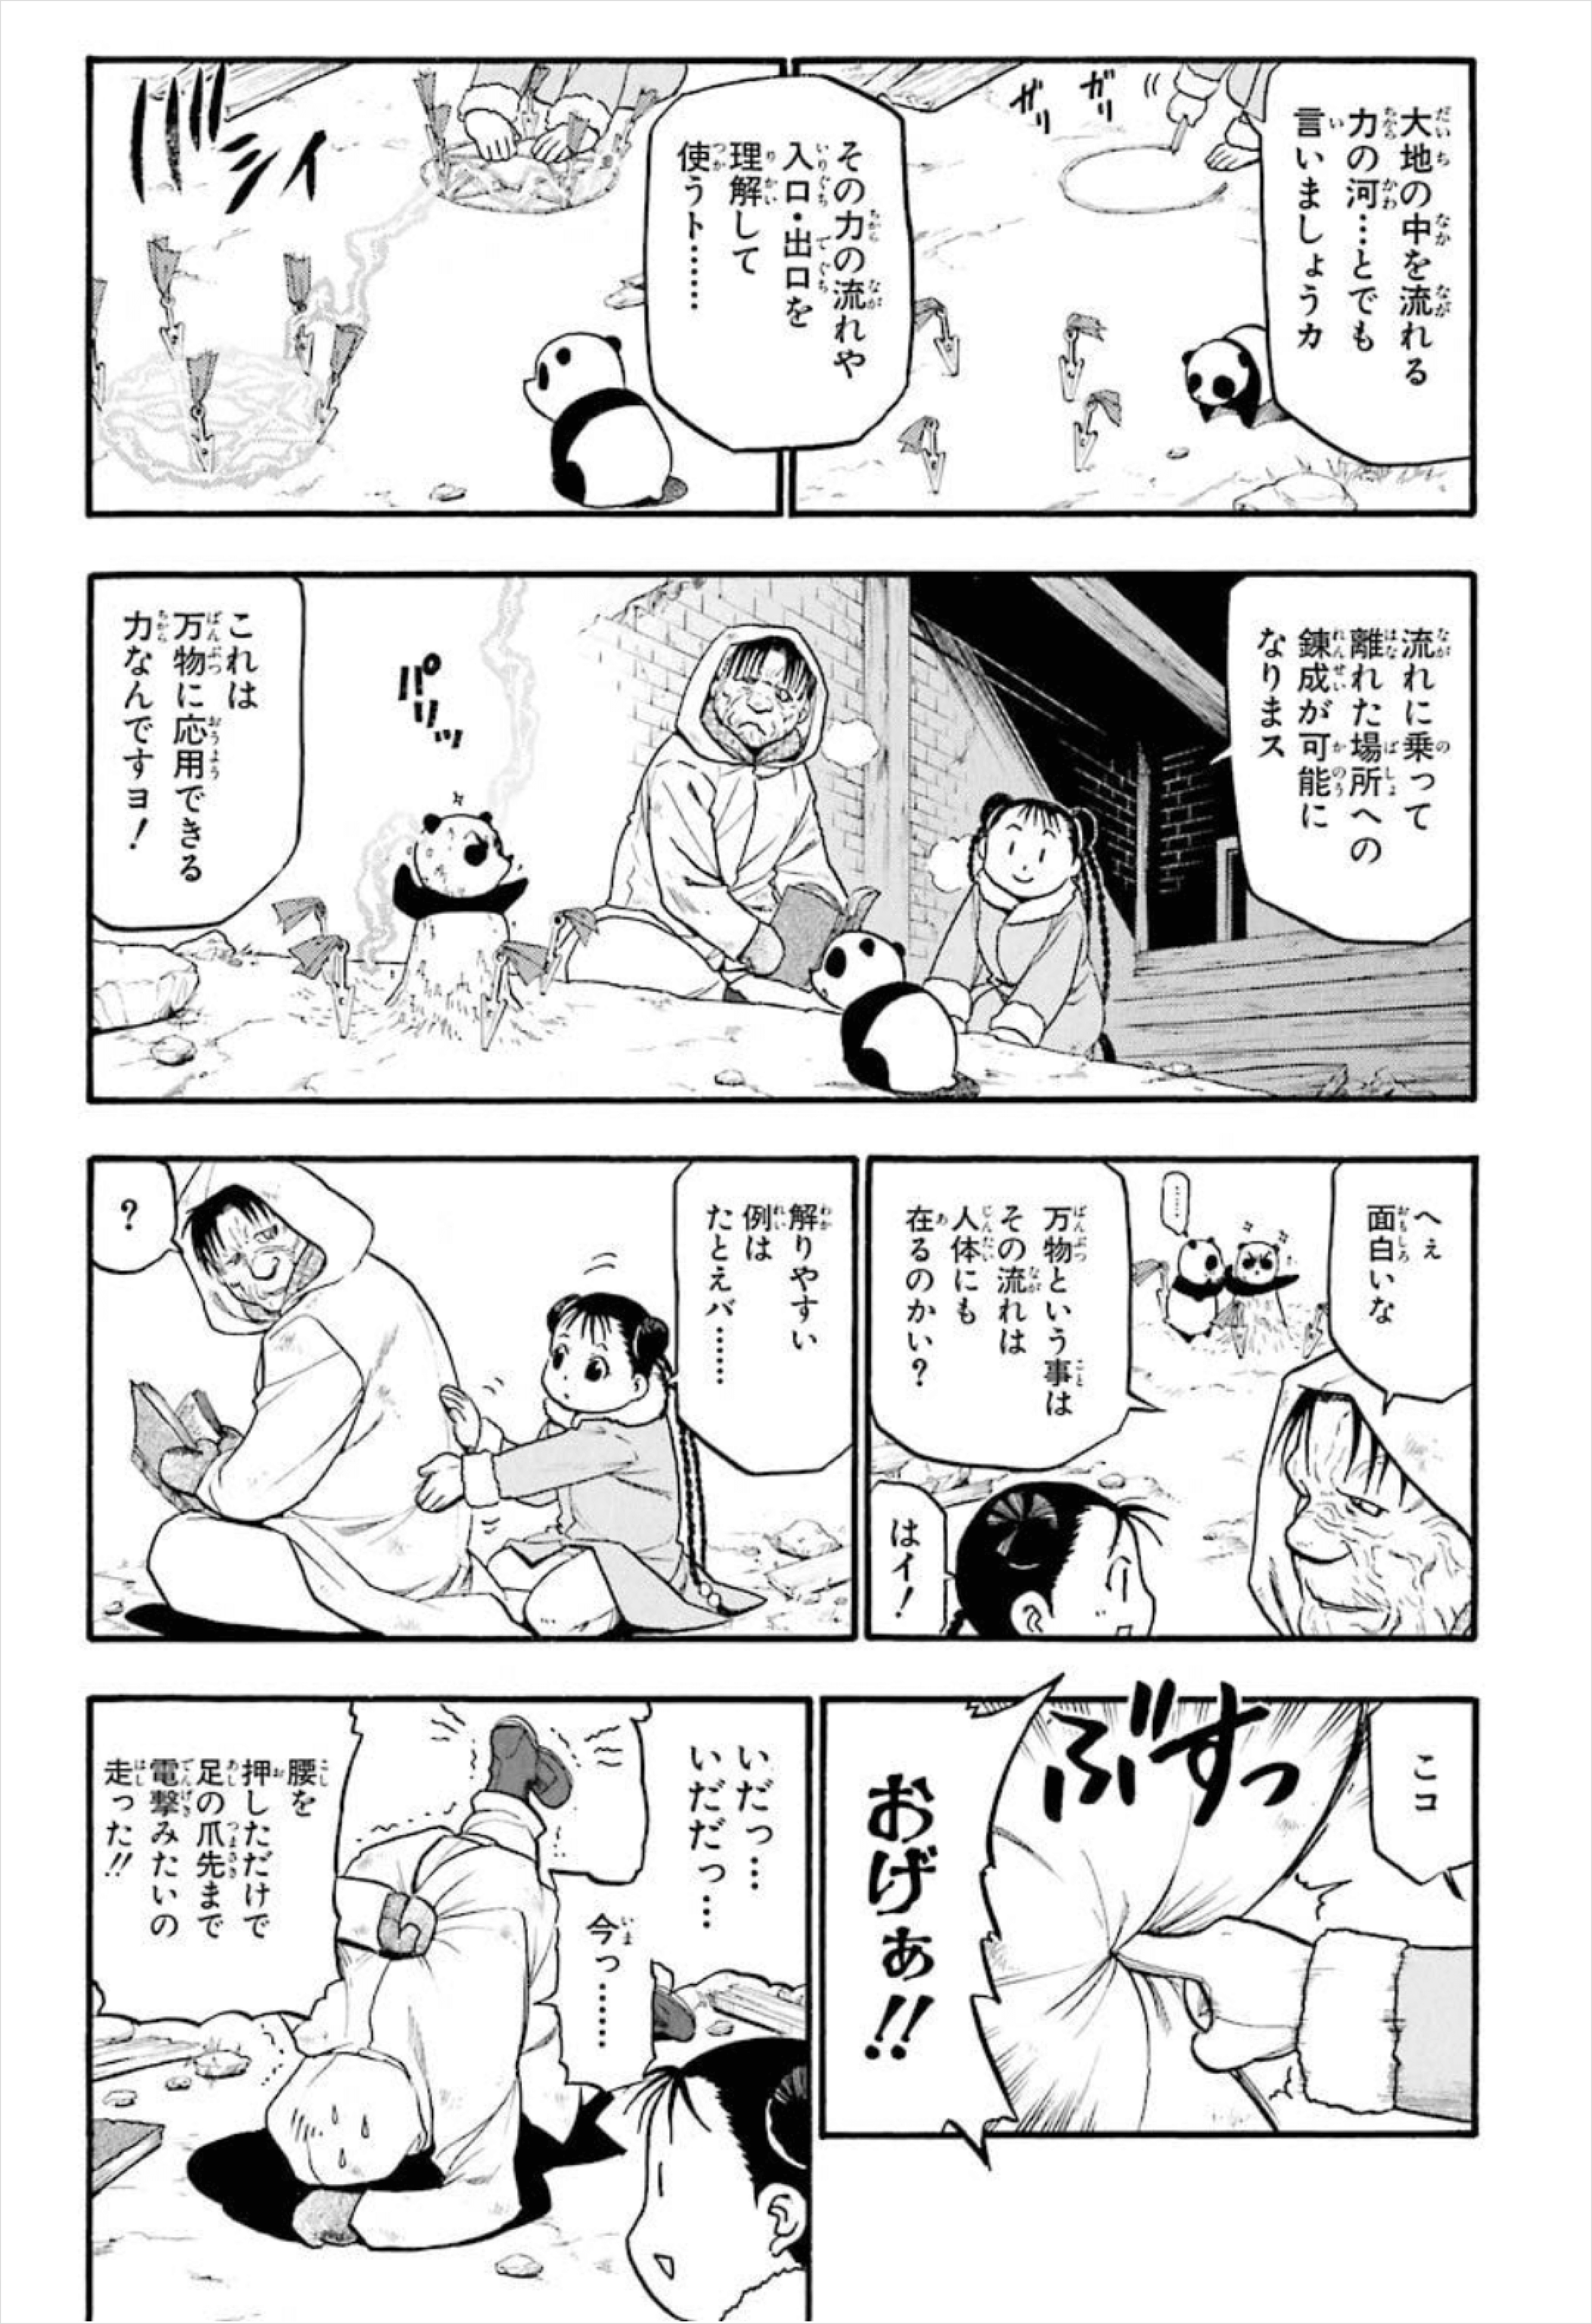 大地の中を流れる
力の河…とでも
言いましょうカ
ガリ
ガリ
その力の流れや
入口・出口を
理解して
使うト……
バシィ
流れに乗って
離れた場所への
錬成が可能に
なりまス
パリッ
これは
万物に応用できる
力なんですヨ！
へぇ
面白いな
……
万物という事は
その流れは
人体にも
在るのかい？
はイ！
解りやすい
例は
たとえバ……
？
ここコ
ぶすっ
おげぁ!!
いだっ…
いだだっ…
今っ……
腰を
押しただけで
足の爪先まで
電撃みたいの
走った!!